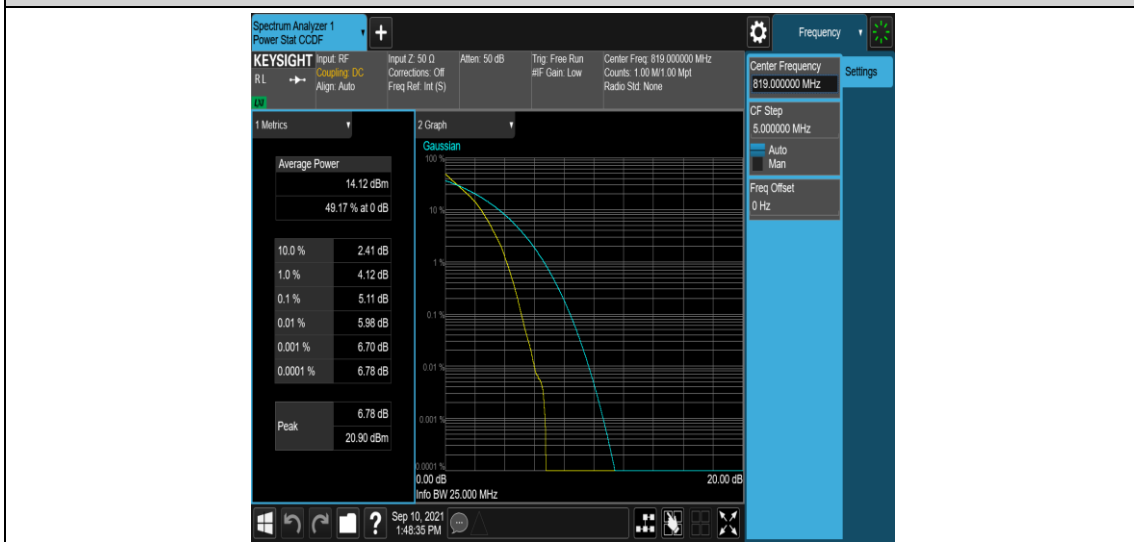 Spectrum Analyzer 1
Power Stat CCDF
+
Frequency
KEYSIGHT
RL
Input: RF
Coupling: DC
Align: Auto
Input Z: 50 Ω
Corrections: Off
Freq Ref: Int (S)
Atten: 50 dB
Trig: Free Run
#IF Gain: Low
Center Freq: 819.000000 MHz
Counts: 1.00 M/1.00 Mpt
Radio Std: None
Center Frequency
819.000000 MHz
Settings
CF Step
5.000000 MHz
Auto
Man
Freq Offset
0 Hz
1 Metrics
Average Power
14.12 dBm
49.17 % at 0 dB
10.0 % 2.41 dB
1.0 % 4.12 dB
0.1 % 5.11 dB
0.01 % 5.98 dB
0.001 % 6.70 dB
0.0001 % 6.78 dB
Peak
6.78 dB
20.90 dBm
2 Graph
Gaussian
100 %
10 %
1 %
0.1 %
0.01 %
0.001 %
0.0001 %
0.00 dB 20.00 dB
Info BW 25.000 MHz
?
Sep 10, 2021
1:48:35 PM